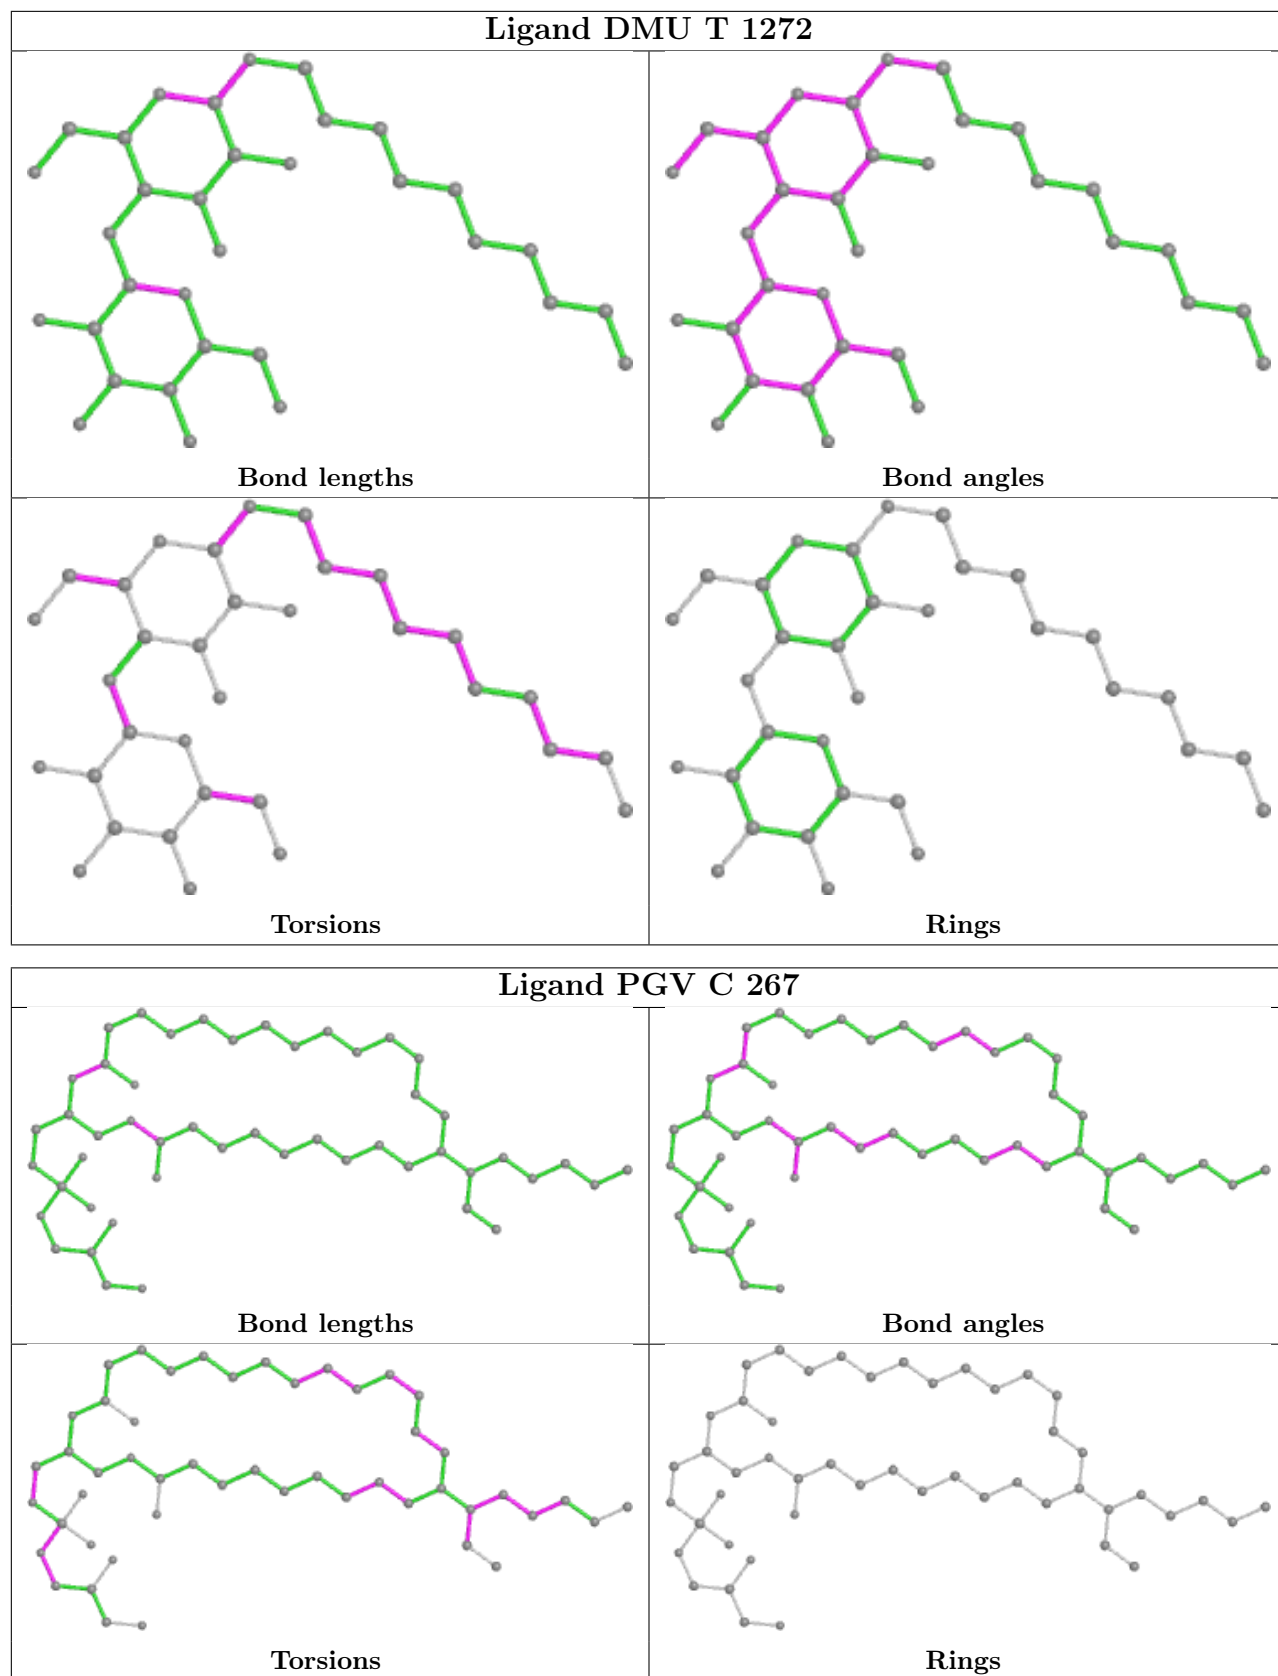 Ligand DMU T 1272
Bond lengths
Bond angles
Torsions
Rings
Ligand PGV C 267
Bond lengths
Bond angles
Torsions
Rings